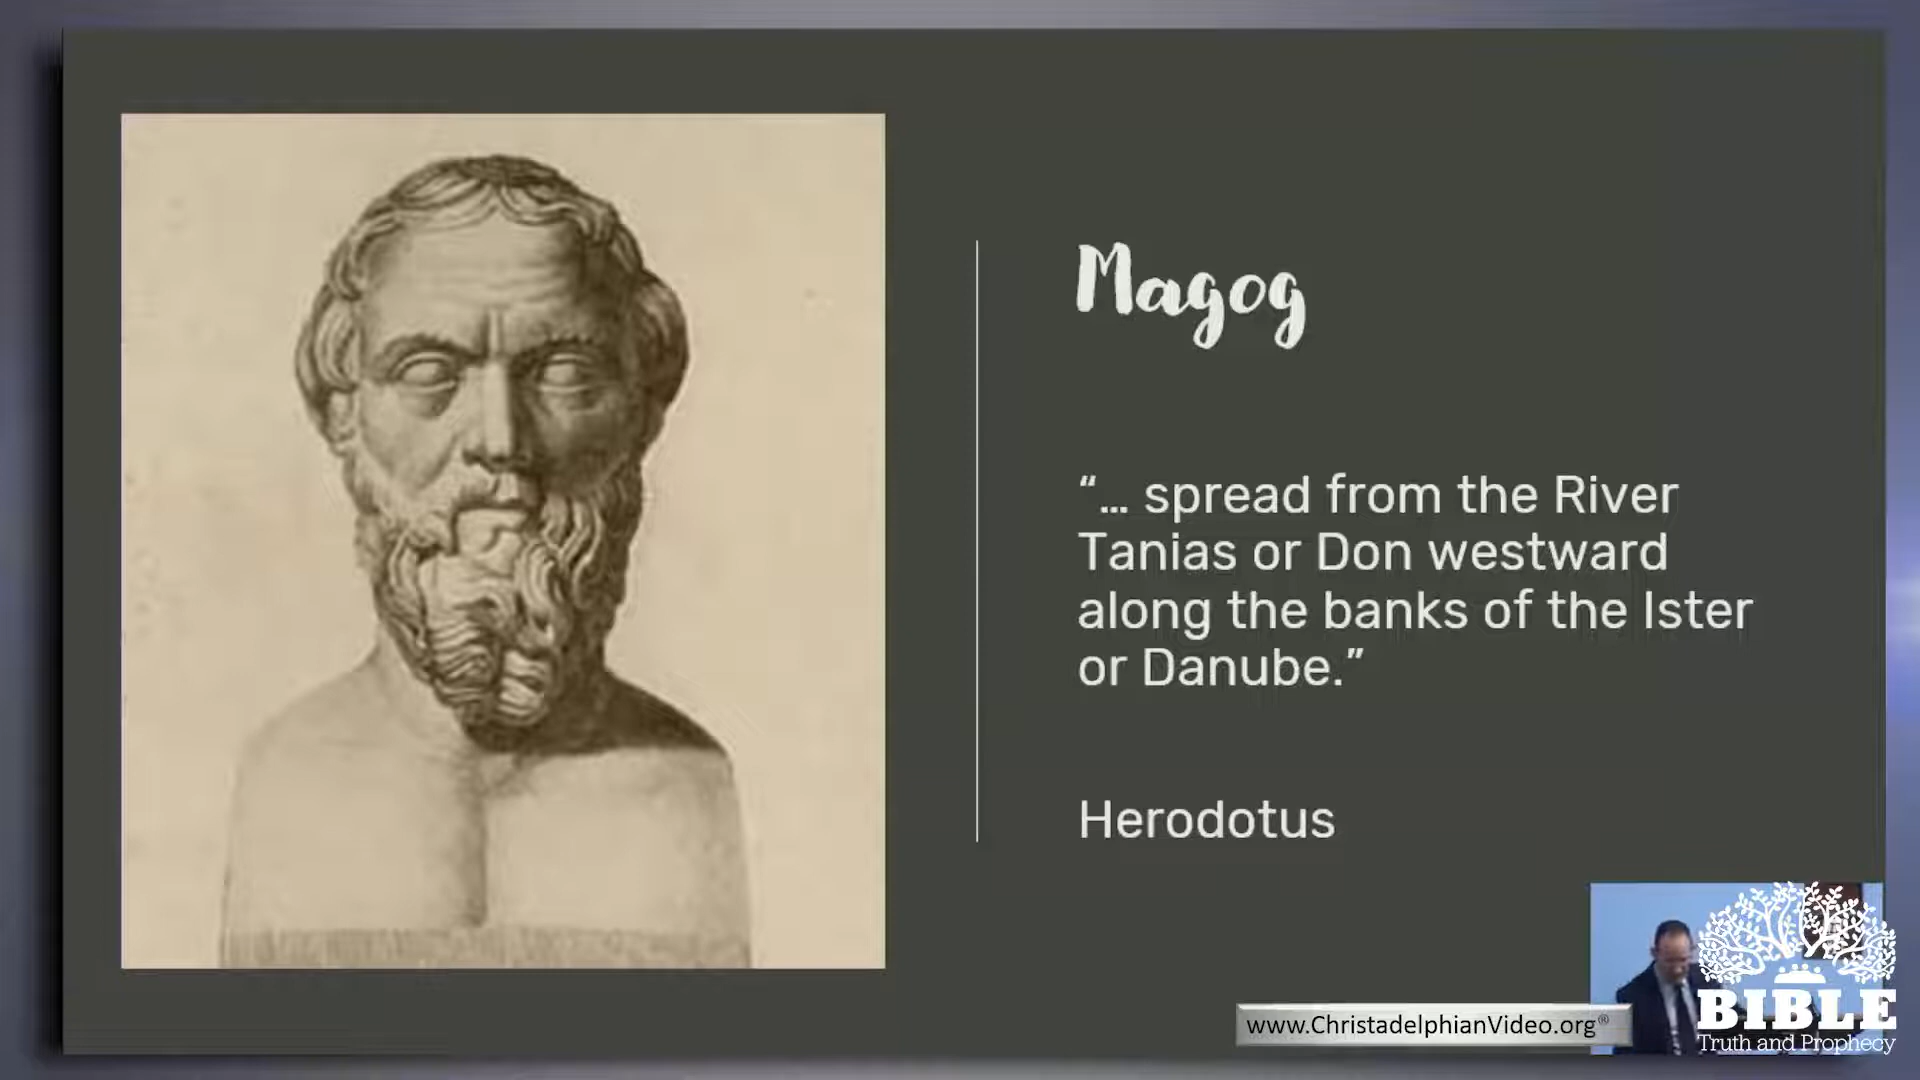 Magog
“... spread from the River
Tanias or Don westward
along the banks of the Ister
or Danube.”
Herodotus
www.ChristadelphianVideo.org®
BIBLE
Truth and Prophecy